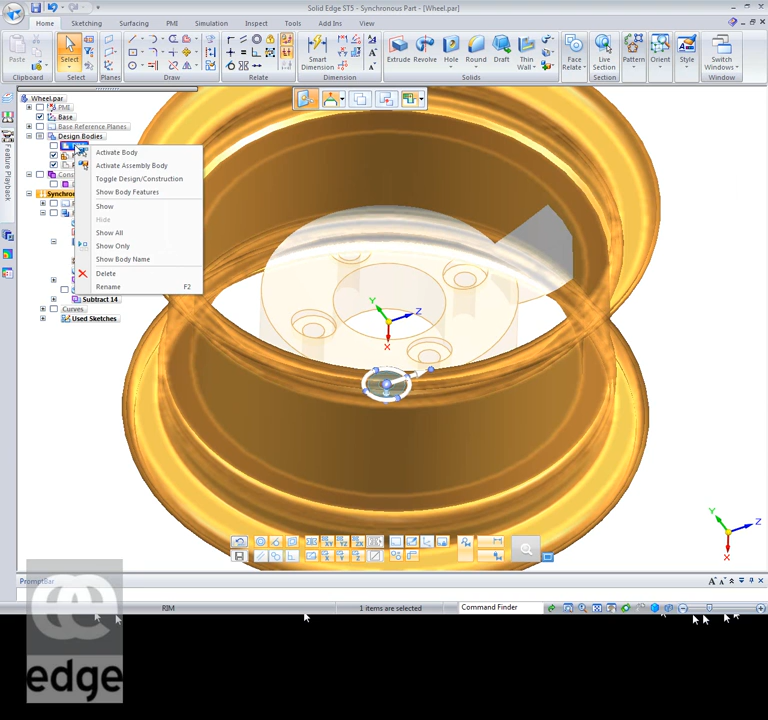 Solid Edge ST5 - Synchronous Part - [Wheel.par]
Home
Sketching
Surfacing
PMI
Simulation
Inspect
Tools
Add Ins
View
Paste
Select
Planes
Smart
Dimension
Extrude
Revolve
Hole
Round
Draft
Thin
Wall
Face
Relate
Live
Section
Pattern
Orient
Style
Switch
Windows
Clipboard
Select
Planes
Draw
Relate
Dimension
Solids
Section
Window
Wheel.par
PMI
Base
Base Reference Planes
Design Bodies
Activate Body
Activate Assembly Body
Toggle Design/Construction
Show Body Features
Show
Hide
Show All
Show Only
Show Body Name
Delete
Rename F2
Subtract 14
Curves
Used Sketches
Feature Playback
Y
Z
X
Y
Z
X
PromptBar
RIM
1 items are selected
Command Finder
edge